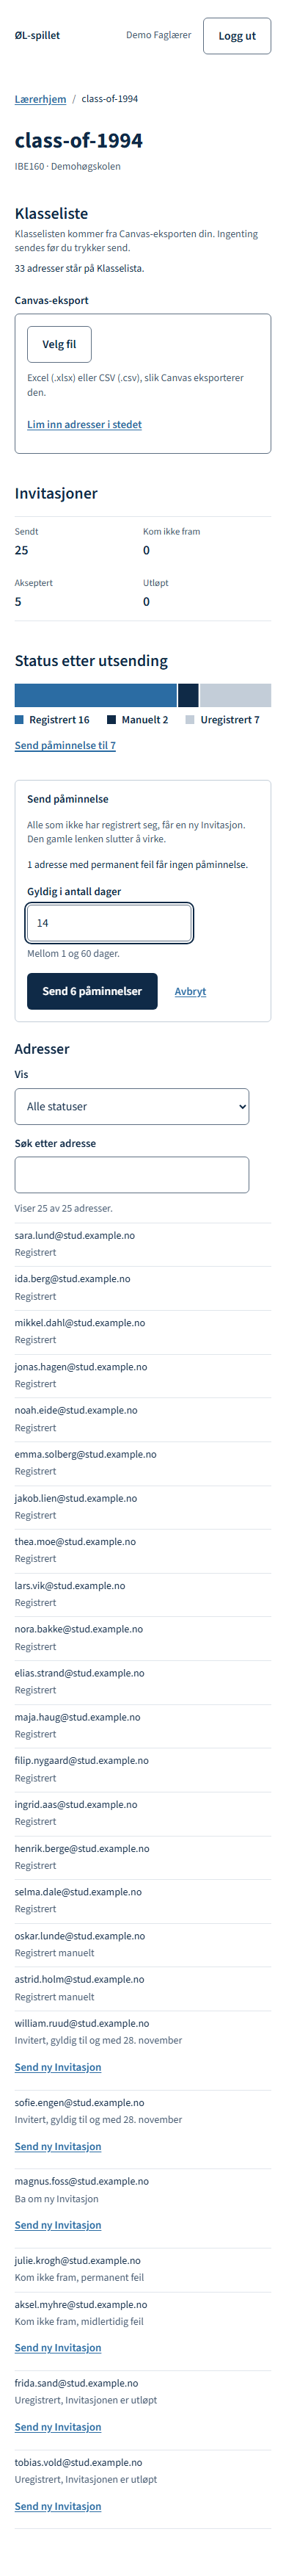 ØL-spillet
Demo Faglærer
Logg ut
Lærerhjem / class-of-1994
class-of-1994
IBE160 · Demohøgskolen
Klasseliste
Klasselisten kommer fra Canvas-eksporten din. Ingenting
sendes før du trykker send.
33 adresser står på Klasselista.
Canvas-eksport
Velg fil
Excel (.xlsx) eller CSV (.csv), slik Canvas eksporterer
den.
Lim inn adresser i stedet
Invitasjoner
Sendt
25
Kom ikke fram
0
Akseptert
5
Utløpt
0
Status etter utsending
Registrert 16
Manuelt 2
Uregistrert 7
Send påminnelse til 7
Send påminnelse
Alle som ikke har registrert seg, får en ny Invitasjon.
Den gamle lenken slutter å virke.
1 adresse med permanent feil får ingen påminnelse.
Gyldig i antall dager
14
Mellom 1 og 60 dager.
Send 6 påminnelser
Avbryt
Adresser
Vis
Alle statuser
Søk etter adresse
Viser 25 av 25 adresser.
sara.lund@stud.example.no
Registrert
ida.berg@stud.example.no
Registrert
mikkel.dahl@stud.example.no
Registrert
jonas.hagen@stud.example.no
Registrert
noah.eide@stud.example.no
Registrert
emma.solberg@stud.example.no
Registrert
jakob.lien@stud.example.no
Registrert
thea.moe@stud.example.no
Registrert
lars.vik@stud.example.no
Registrert
nora.bakke@stud.example.no
Registrert
elias.strand@stud.example.no
Registrert
maja.haug@stud.example.no
Registrert
filip.nygaard@stud.example.no
Registrert
ingrid.aas@stud.example.no
Registrert
henrik.berge@stud.example.no
Registrert
selma.dale@stud.example.no
Registrert
oskar.lunde@stud.example.no
Registrert manuelt
astrid.holm@stud.example.no
Registrert manuelt
william.ruud@stud.example.no
Invitert, gyldig til og med 28. november
Send ny Invitasjon
sofie.engen@stud.example.no
Invitert, gyldig til og med 28. november
Send ny Invitasjon
magnus.foss@stud.example.no
Ba om ny Invitasjon
Send ny Invitasjon
julie.krogh@stud.example.no
Kom ikke fram, permanent feil
aksel.myhre@stud.example.no
Kom ikke fram, midlertidig feil
Send ny Invitasjon
frida.sand@stud.example.no
Uregistrert, Invitasjonen er utløpt
Send ny Invitasjon
tobias.vold@stud.example.no
Uregistrert, Invitasjonen er utløpt
Send ny Invitasjon